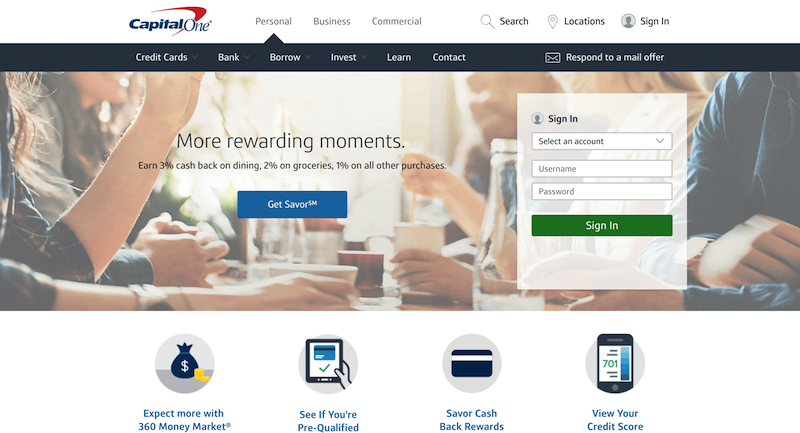 Capital One
Personal
Business
Commercial
Search
Locations
Sign In
Credit Cards
Bank
Borrow
Invest
Learn
Contact
Respond to a mail offer
More rewarding moments.
Earn 3% cash back on dining, 2% on groceries, 1% on all other purchases.
Get Savor℠
Sign In
Select an account
Username
Password
Sign In
$
701
Expect more with
360 Money Market®
See If You're
Pre-Qualified
Savor Cash
Back Rewards
View Your
Credit Score